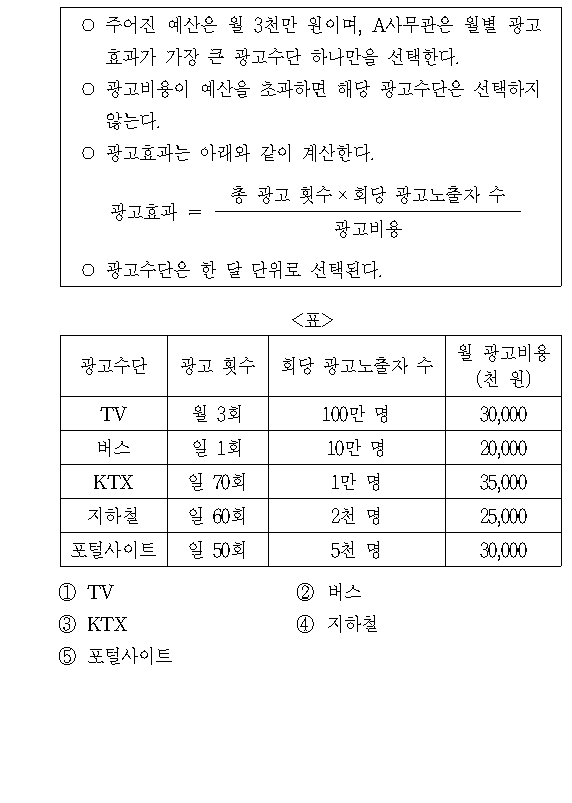 ○ 주어진 예산은 월 3천만 원이며, A사무관은 월별 광고
효과가 가장 큰 광고수단 하나만을 선택한다.
○ 광고비용이 예산을 초과하면 해당 광고수단은 선택하지
않는다.
○ 광고효과는 아래와 같이 계산한다.
총 광고 횟수×회당 광고노출자 수
광고효과 =
광고비용
○ 광고수단은 한 달 단위로 선택된다.
<표>
광고수단 광고 횟수 회당 광고노출자 수 월 광고비용
(천 원)
TV 월 3회 100만 명 30,000
버스 일 1회 10만 명 20,000
KTX 일 70회 1만 명 35,000
지하철 일 60회 2천 명 25,000
포털사이트 일 50회 5천 명 30,000
① TV ② 버스
③ KTX ④ 지하철
⑤ 포털사이트